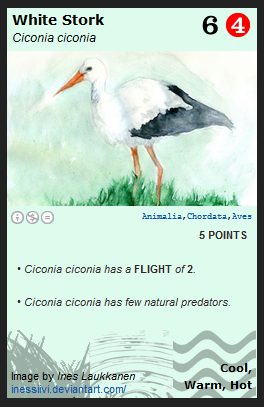 White Stork
Ciconia ciconia
6 4
Animalia,Chordata,Aves
5 POINTS
• Ciconia ciconia has a FLIGHT of 2.
• Ciconia ciconia has few natural predators.
Image by Ines Laukkanen
inessiivi.deviantart.com/
Cool,
Warm, Hot